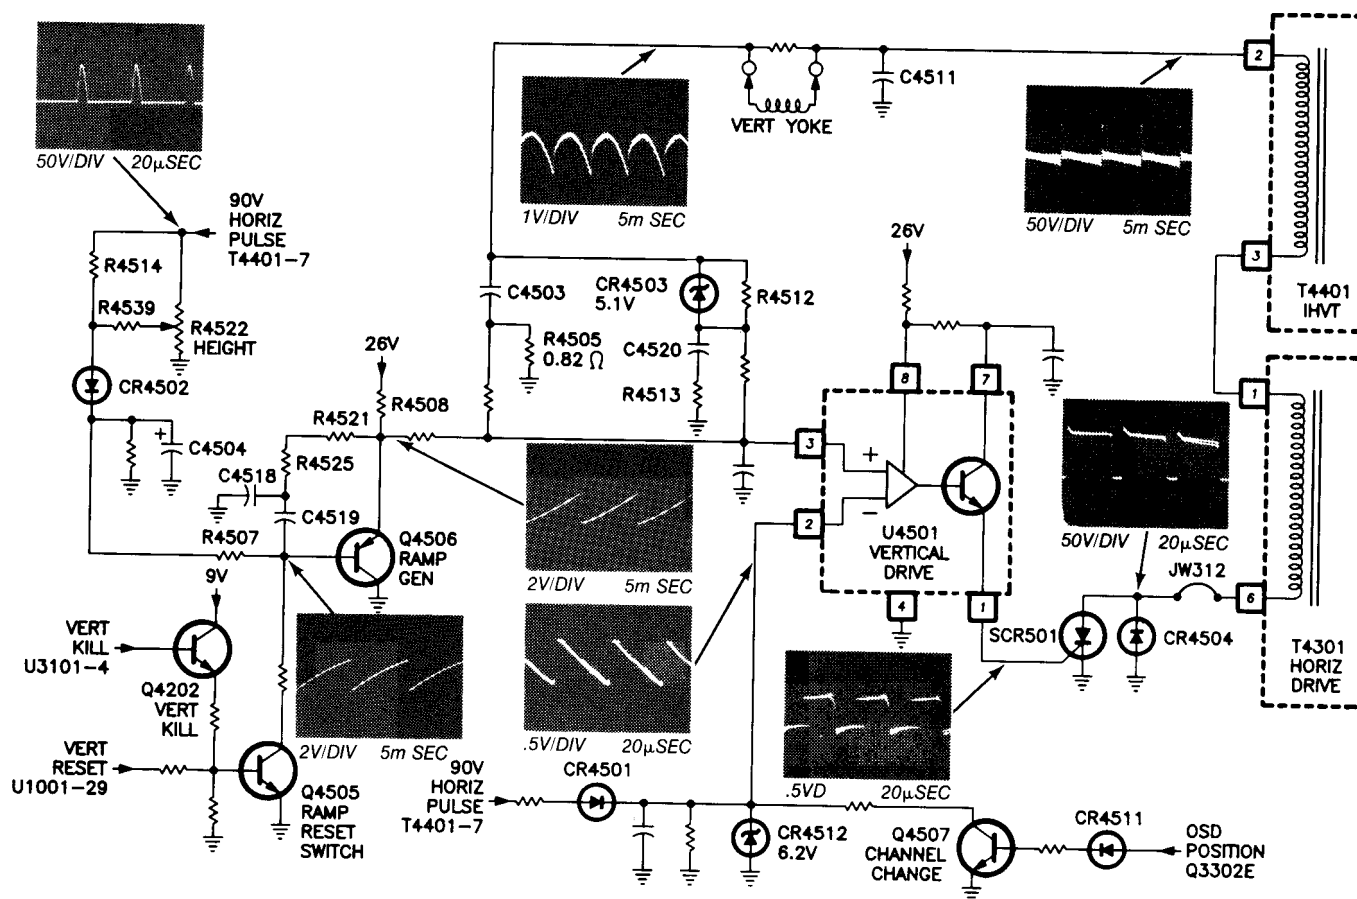 50V/DIV 20µSEC
90V
HORIZ
PULSE
T4401-7
R4514
R4539
R4522
HEIGHT
CR4502
C4504
26V
R4508
R4521
R4525
C4518
C4519
R4507
Q4506
RAMP
GEN
9V
VERT
KILL
U3101-4
Q4202
VERT
KILL
VERT
RESET
U1001-29
Q4505
RAMP
RESET
SWITCH
2V/DIV 5m SEC
1V/DIV 5m SEC
VERT YOKE
C4511
50V/DIV 5m SEC
C4503
R4505
0.82 Ω
CR4503
5.1V
R4512
C4520
R4513
26V
8
7
3
2
+
−
U4501
VERTICAL
DRIVE
4
1
2V/DIV 5m SEC
.5V/DIV 20µSEC
.5VD 20µSEC
50V/DIV 20µSEC
2
3
T4401
IHVT
1
6
JW312
T4301
HORIZ
DRIVE
SCR501
CR4504
90V
HORIZ
PULSE
T4401-7
CR4501
CR4512
6.2V
Q4507
CHANNEL
CHANGE
CR4511
OSD
POSITION
Q3302E
+